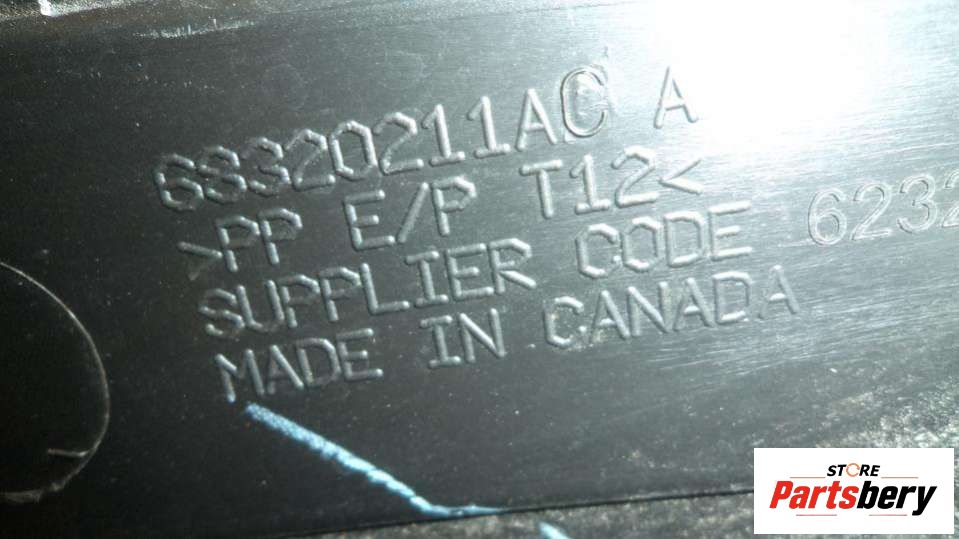 68320211AC A
>PP E/P T12<
SUPPLIER CODE 6232
MADE IN CANADA
STORE
Partsbery